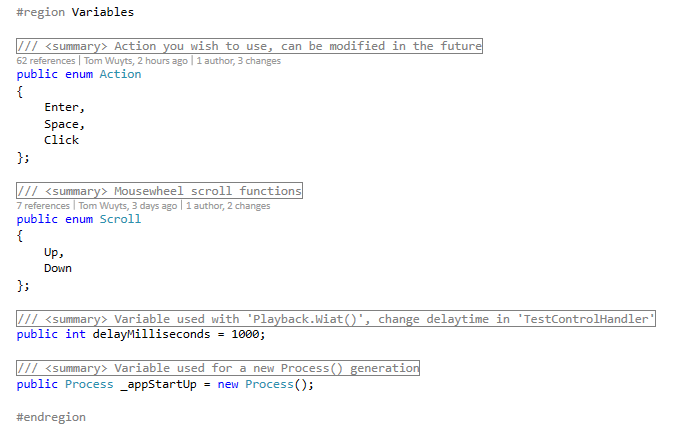 #region Variables
/// <summary> Action you wish to use, can be modified in the future
62 references | Tom Wuyts, 2 hours ago | 1 author, 3 changes
public enum Action
{
Enter,
Space,
Click
};
/// <summary> Mousewheel scroll functions
7 references | Tom Wuyts, 3 days ago | 1 author, 2 changes
public enum Scroll
{
Up,
Down
};
/// <summary> Variable used with 'Playback.Wiat()', change delaytime in 'TestControlHandler'
public int delayMilliseconds = 1000;
/// <summary> Variable used for a new Process() generation
public Process _appStartUp = new Process();
#endregion